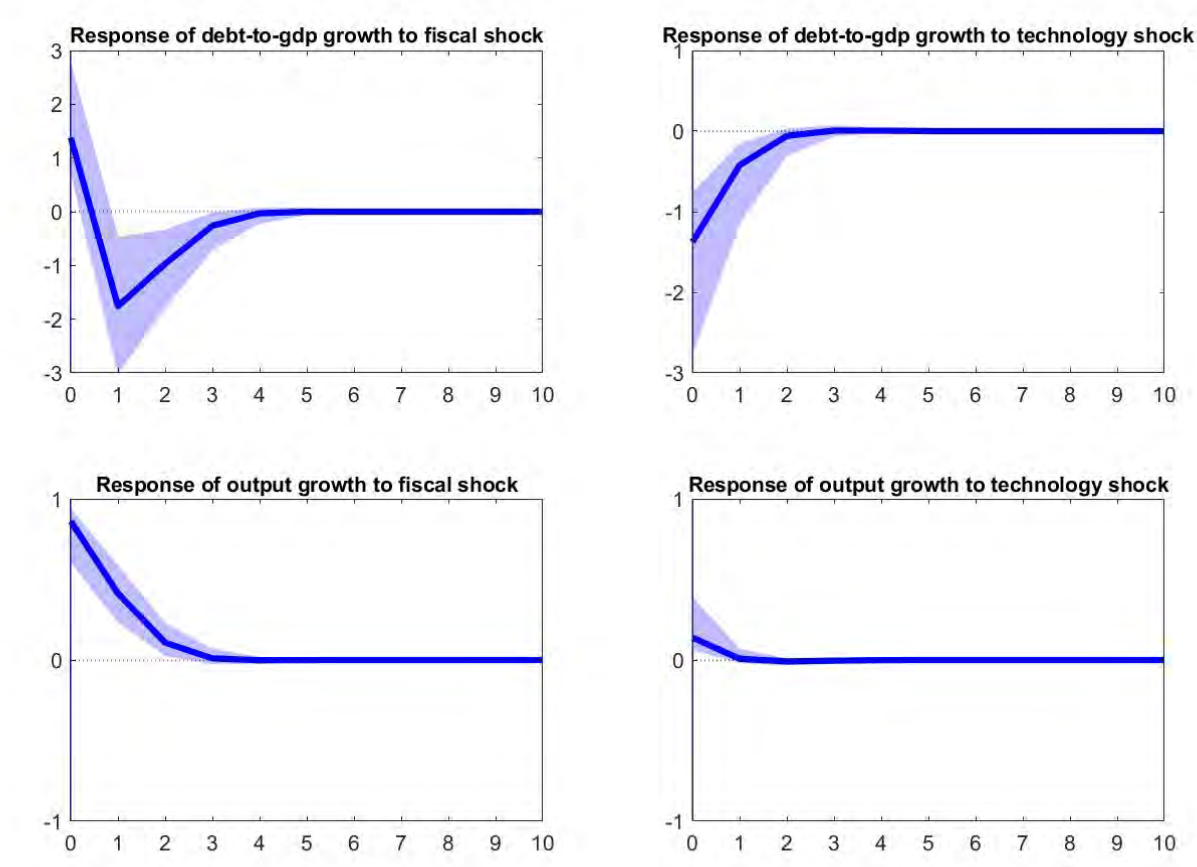 Response of debt-to-gdp growth to fiscal shock
3
2
1
0
-1
-2
-3
0 1 2 3 4 5 6 7 8 9 10
Response of debt-to-gdp growth to technology shock
1
0
-1
-2
-3
0 1 2 3 4 5 6 7 8 9 10
Response of output growth to fiscal shock
1
0
-1
0 1 2 3 4 5 6 7 8 9 10
Response of output growth to technology shock
1
0
-1
0 1 2 3 4 5 6 7 8 9 10